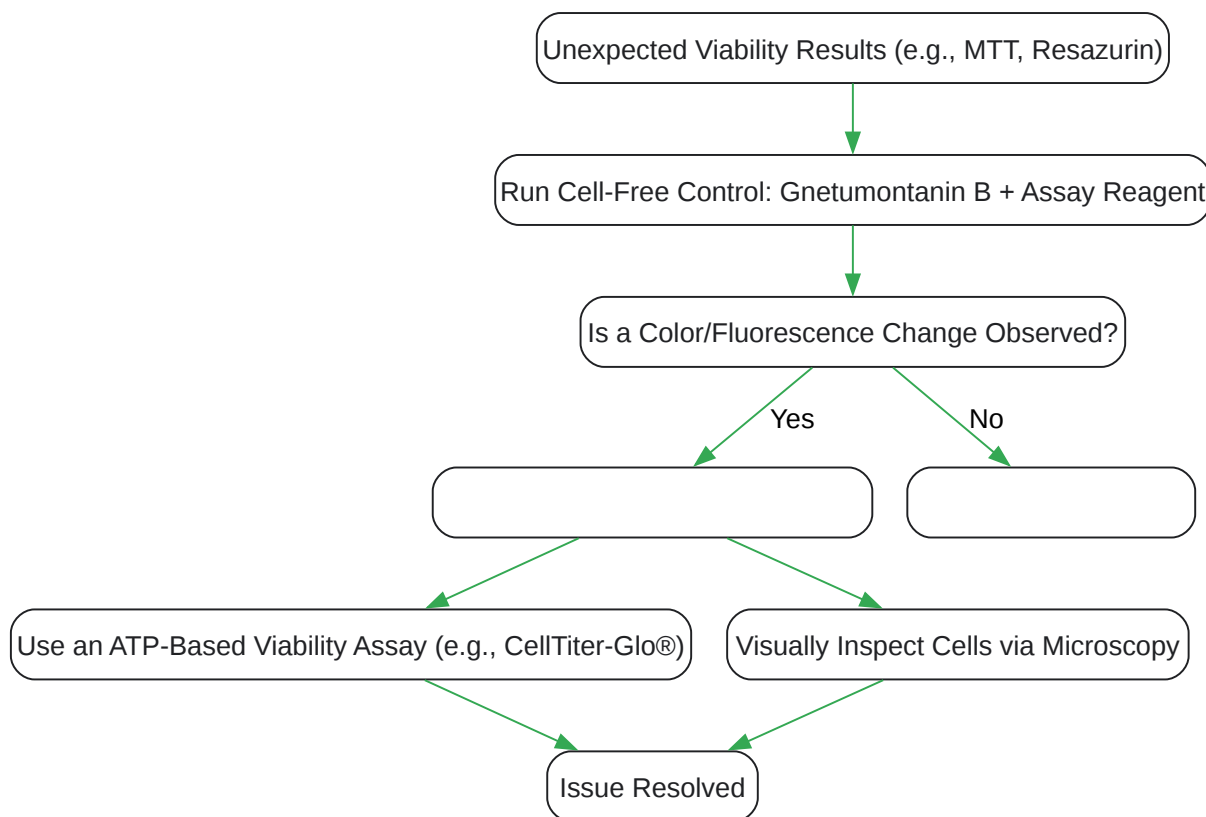 Unexpected Viability Results (e.g., MTT, Resazurin)
Run Cell-Free Control: Gnetumontanin B + Assay Reagent
Is a Color/Fluorescence Change Observed?
Yes
No
Use an ATP-Based Viability Assay (e.g., CellTiter-Glo®)
Visually Inspect Cells via Microscopy
Issue Resolved